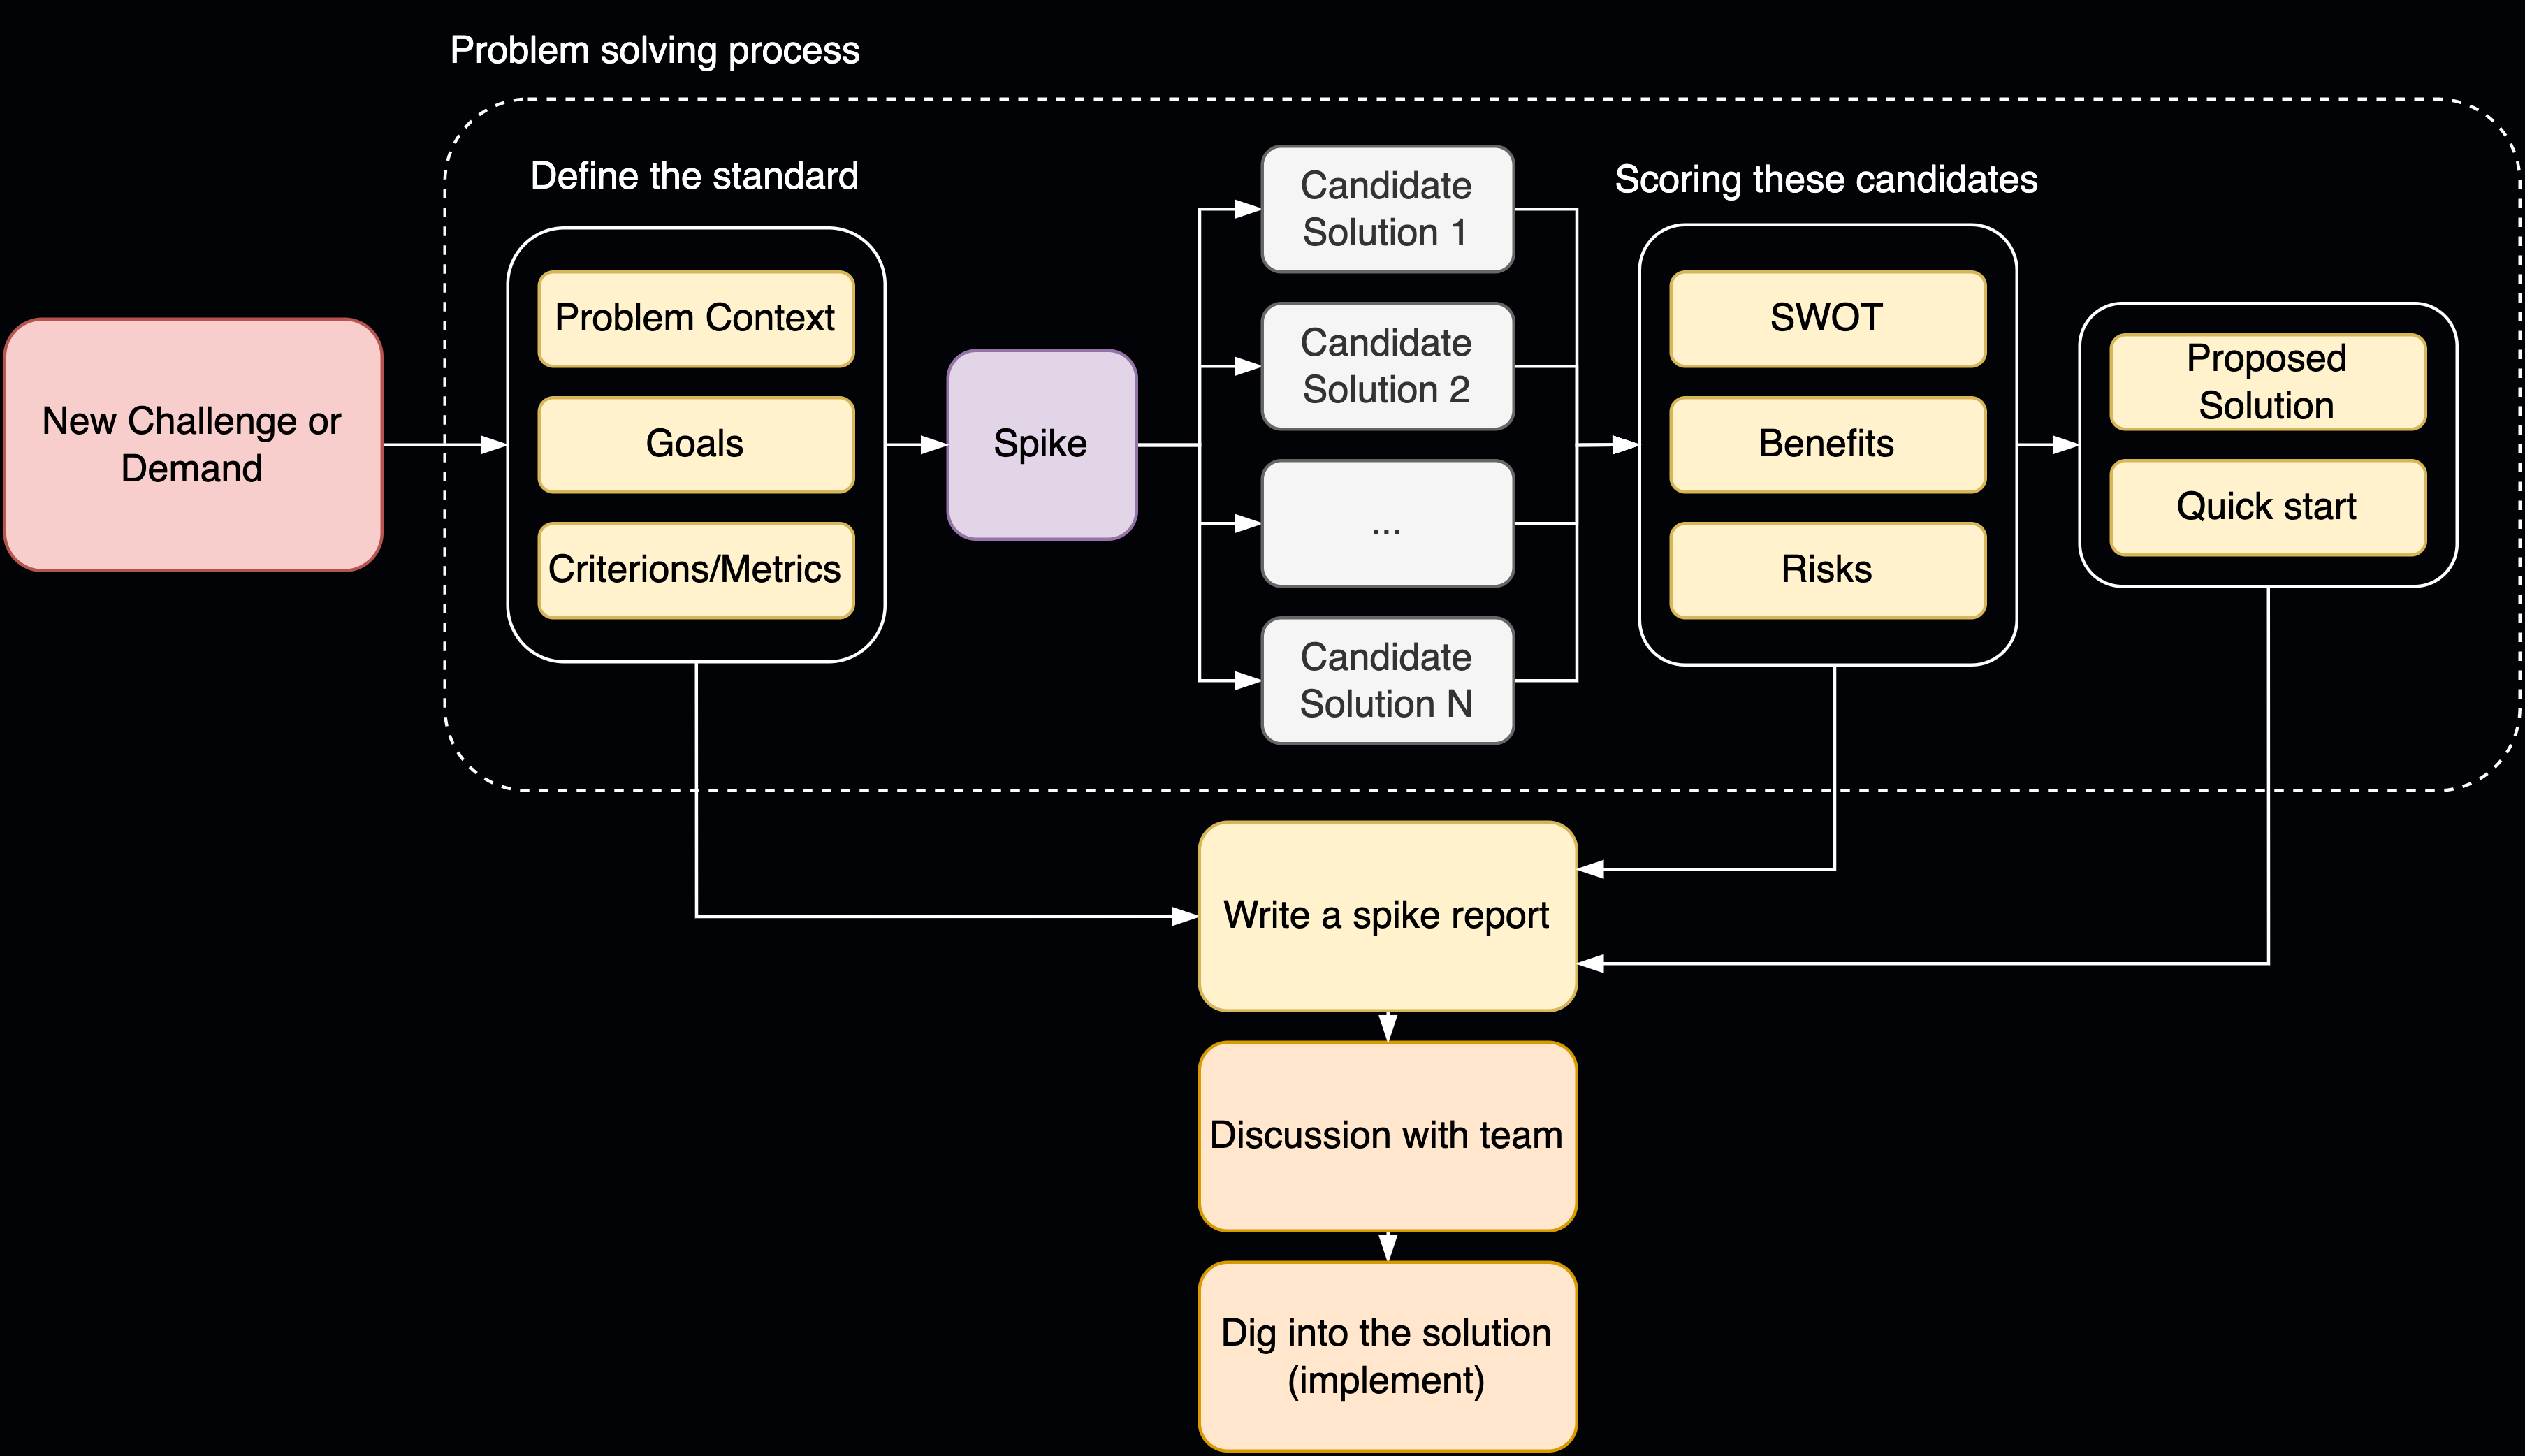 Problem solving process
Define the standard
Scoring these candidates
New Challenge or
Demand
Problem Context
Goals
Criterions/Metrics
Spike
Candidate
Solution 1
Candidate
Solution 2
...
Candidate
Solution N
SWOT
Benefits
Risks
Proposed
Solution
Quick start
Write a spike report
Discussion with team
Dig into the solution
(implement)